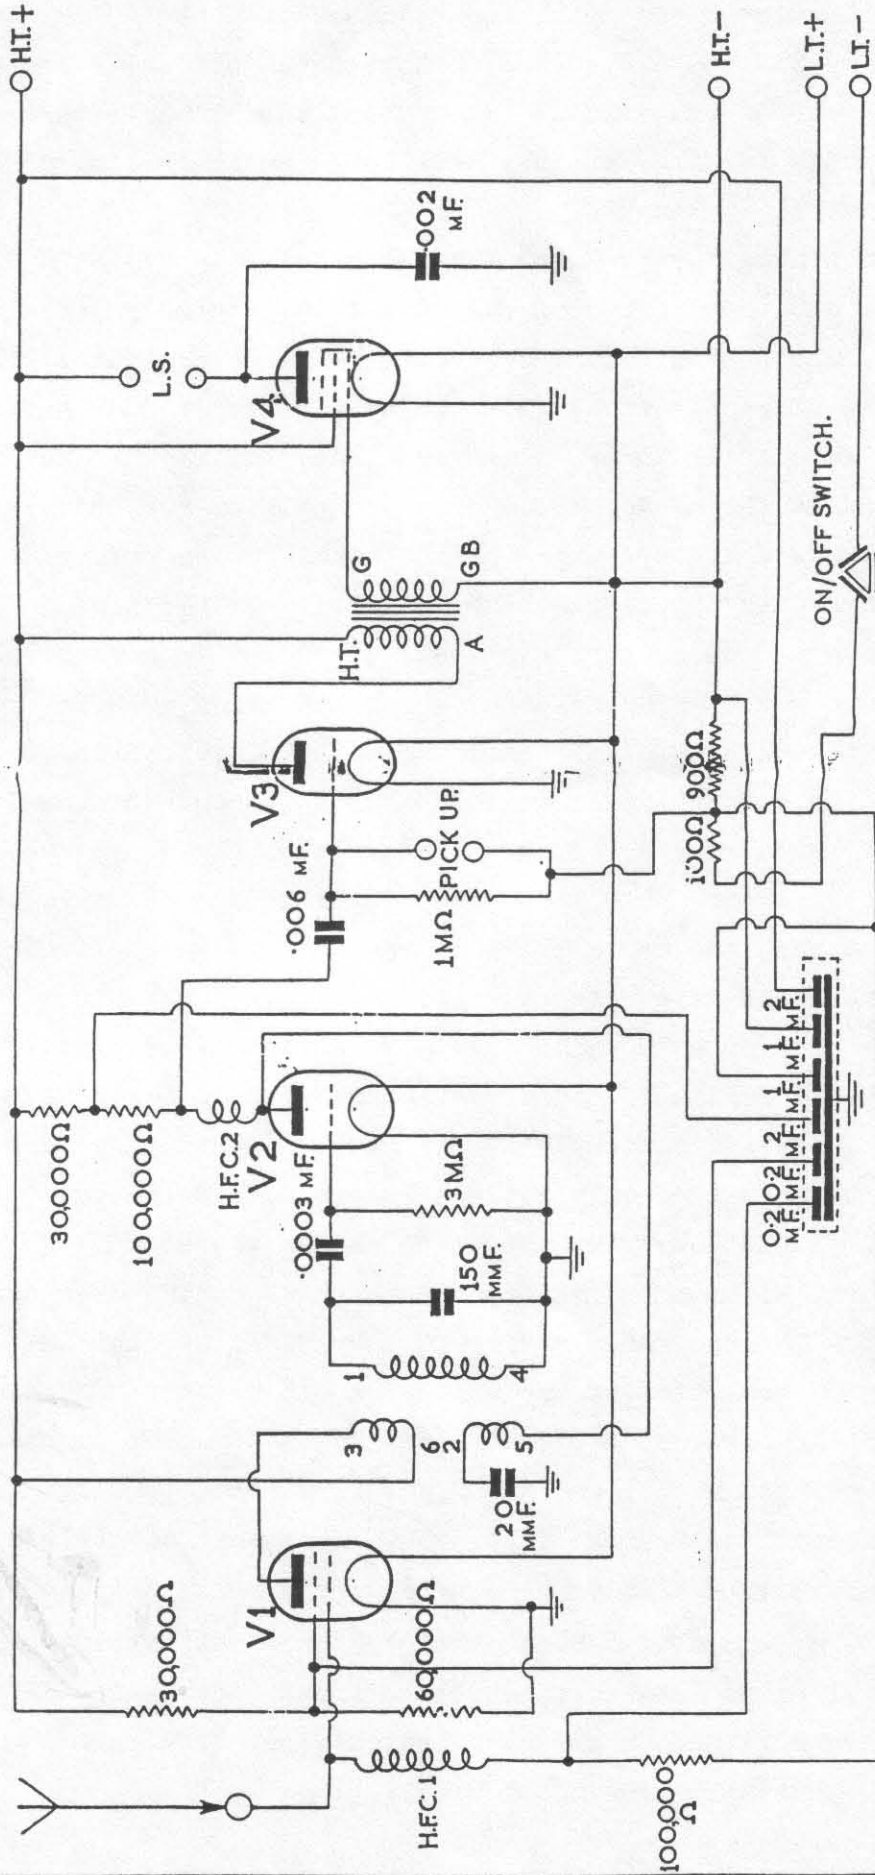 H.T.+
30,000Ω
V1
60,000Ω
H.F.C.1
100,000
Ω
3
6
2
5
20
MMF.
1
4
150
MMF.
.0003 MF.
3MΩ
V2
H.F.C.2
100,000Ω
30,000Ω
.006 MF.
1MΩ
PICK UP.
V3
H.T.
A
G
GB
V4
L.S.
.002
MF.
100Ω 900Ω
ON/OFF SWITCH.
H.T.-
L.T.+
L.T.-
0.2 0.2 2 1 1 2
MF. MF. MF. MF. MF. MF.